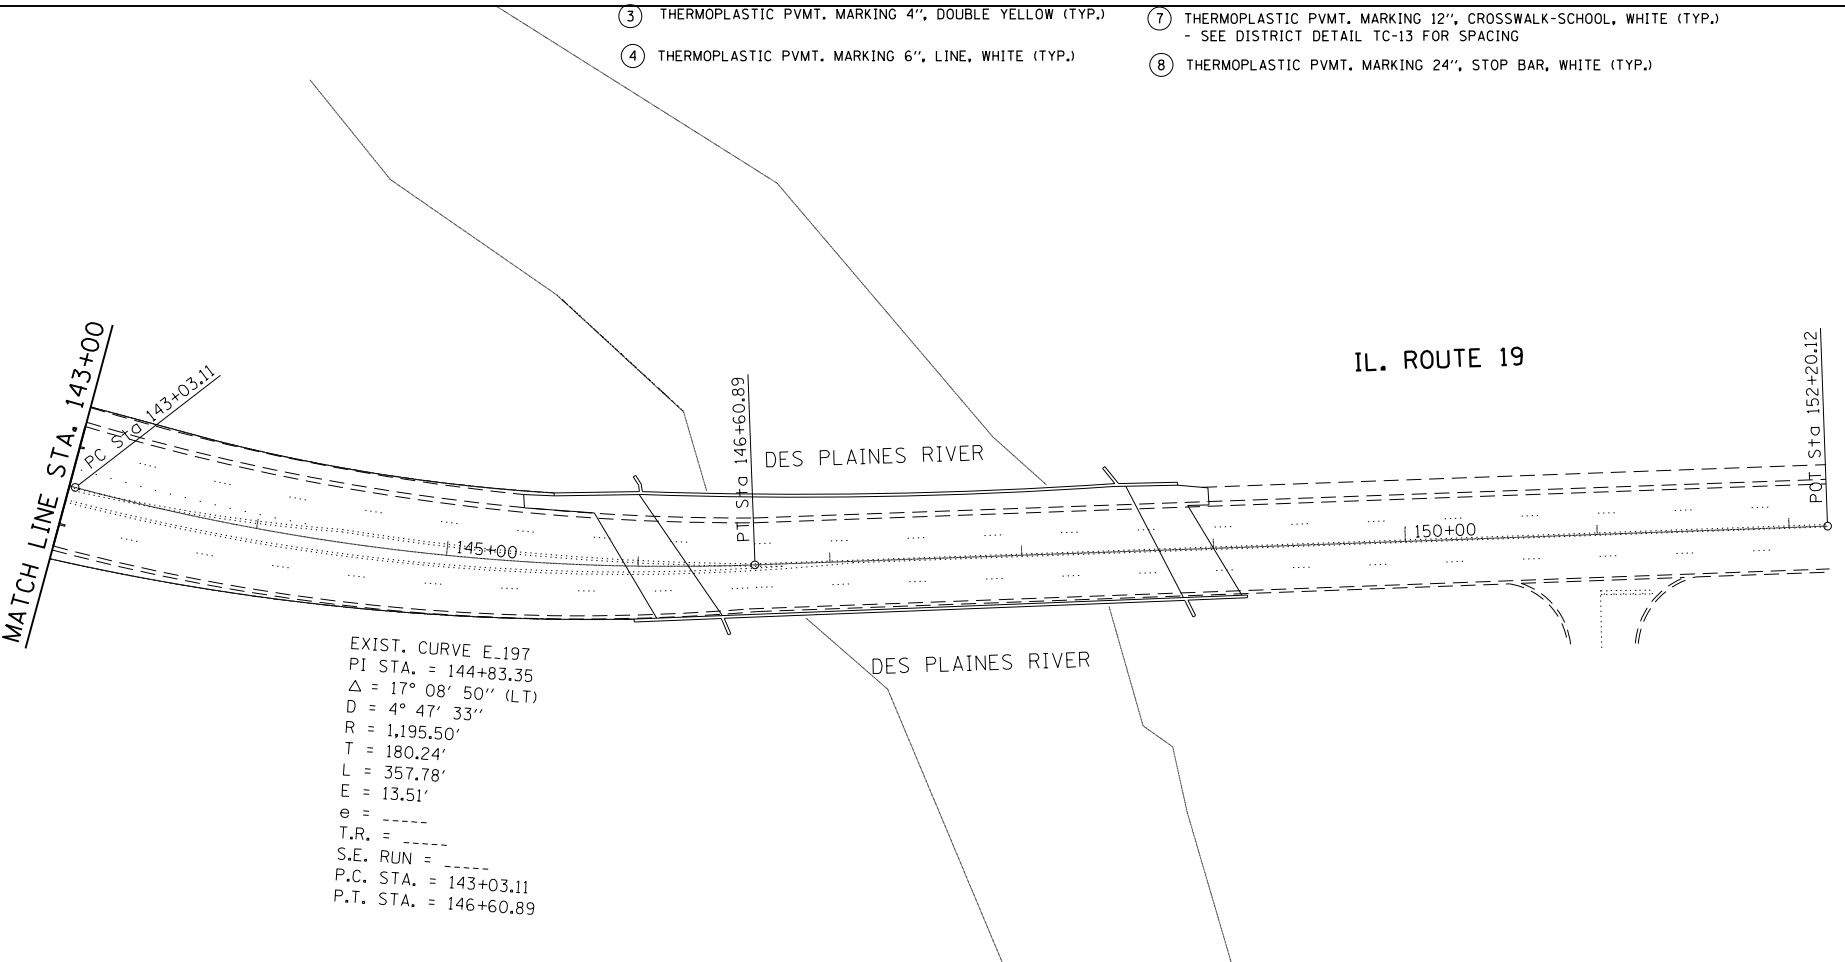 3 THERMOPLASTIC PVMT. MARKING 4", DOUBLE YELLOW (TYP.)
4 THERMOPLASTIC PVMT. MARKING 6", LINE, WHITE (TYP.)
7 THERMOPLASTIC PVMT. MARKING 12", CROSSWALK-SCHOOL, WHITE (TYP.)
- SEE DISTRICT DETAIL TC-13 FOR SPACING
8 THERMOPLASTIC PVMT. MARKING 24", STOP BAR, WHITE (TYP.)
MATCH LINE STA. 143+00
PC Sta 143+03.11
145+00
PT Sta 146+60.89
DES PLAINES RIVER
IL. ROUTE 19
150+00
POT Sta 152+20.12
DES PLAINES RIVER
EXIST. CURVE E_197
PI STA. = 144+83.35
Δ = 17° 08' 50" (LT)
D = 4° 47' 33"
R = 1,195.50'
T = 180.24'
L = 357.78'
E = 13.51'
e = _____
T.R. = _____
S.E. RUN = _____
P.C. STA. = 143+03.11
P.T. STA. = 146+60.89